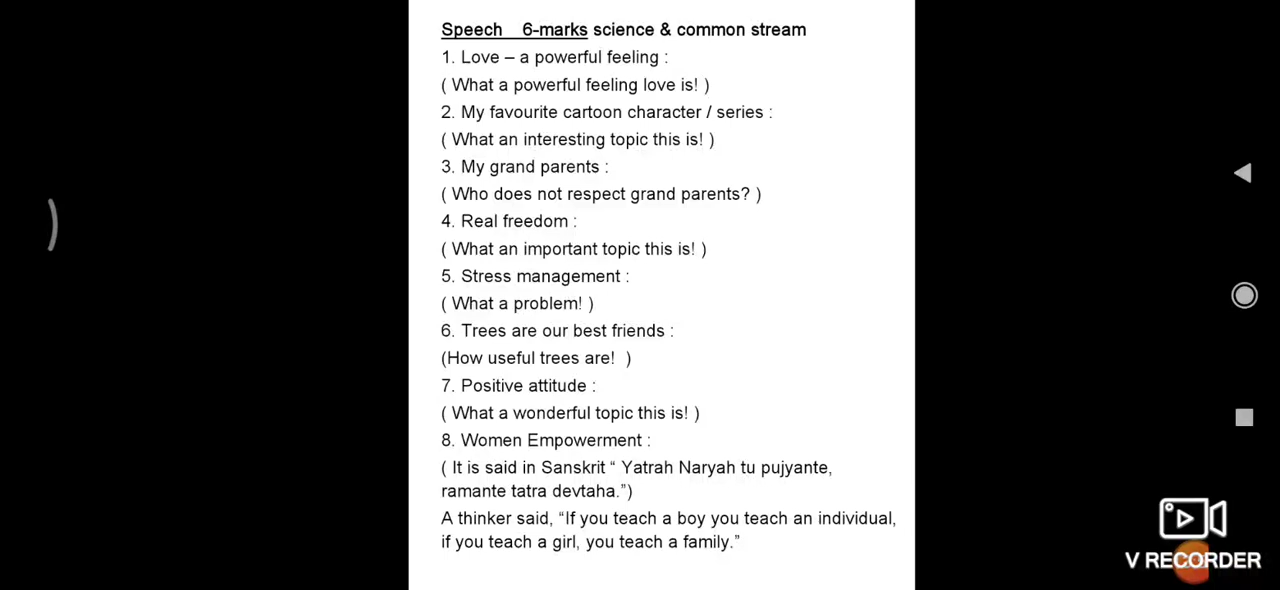 Speech    6-marks science & common stream
1. Love – a powerful feeling :
( What a powerful feeling love is! )
2. My favourite cartoon character / series :
( What an interesting topic this is! )
3. My grand parents :
( Who does not respect grand parents? )
4. Real freedom :
( What an important topic this is! )
5. Stress management :
( What a problem! )
6. Trees are our best friends :
(How useful trees are!  )
7. Positive attitude :
( What a wonderful topic this is! )
8. Women Empowerment :
( It is said in Sanskrit “ Yatrah Naryah tu pujyante,
ramante tatra devtaha.”)
A thinker said, “If you teach a boy you teach an individual,
if you teach a girl, you teach a family.”
V RECORDER